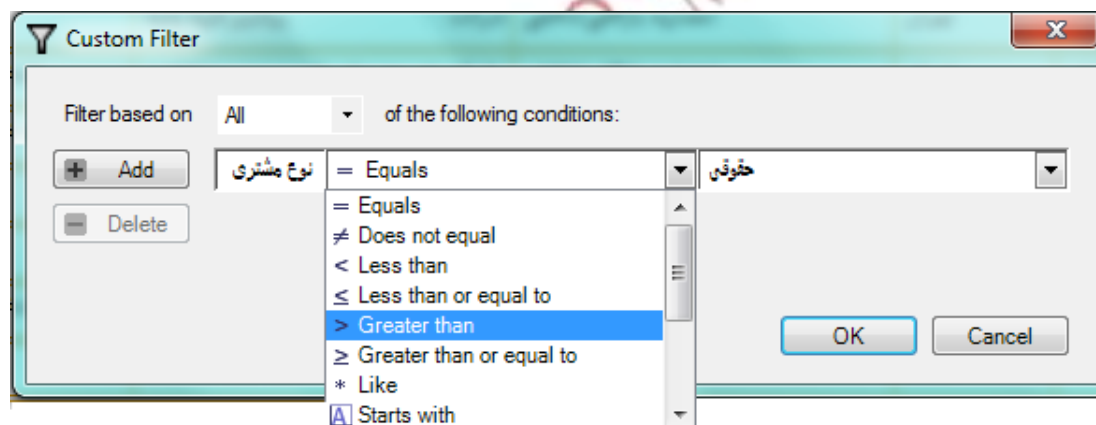 Custom Filter
Filter based on All of the following conditions:
Add نوع مشتری = Equals حقوقی
Delete
= Equals
≠ Does not equal
< Less than
≤ Less than or equal to
> Greater than
≥ Greater than or equal to
* Like
A Starts with
OK Cancel